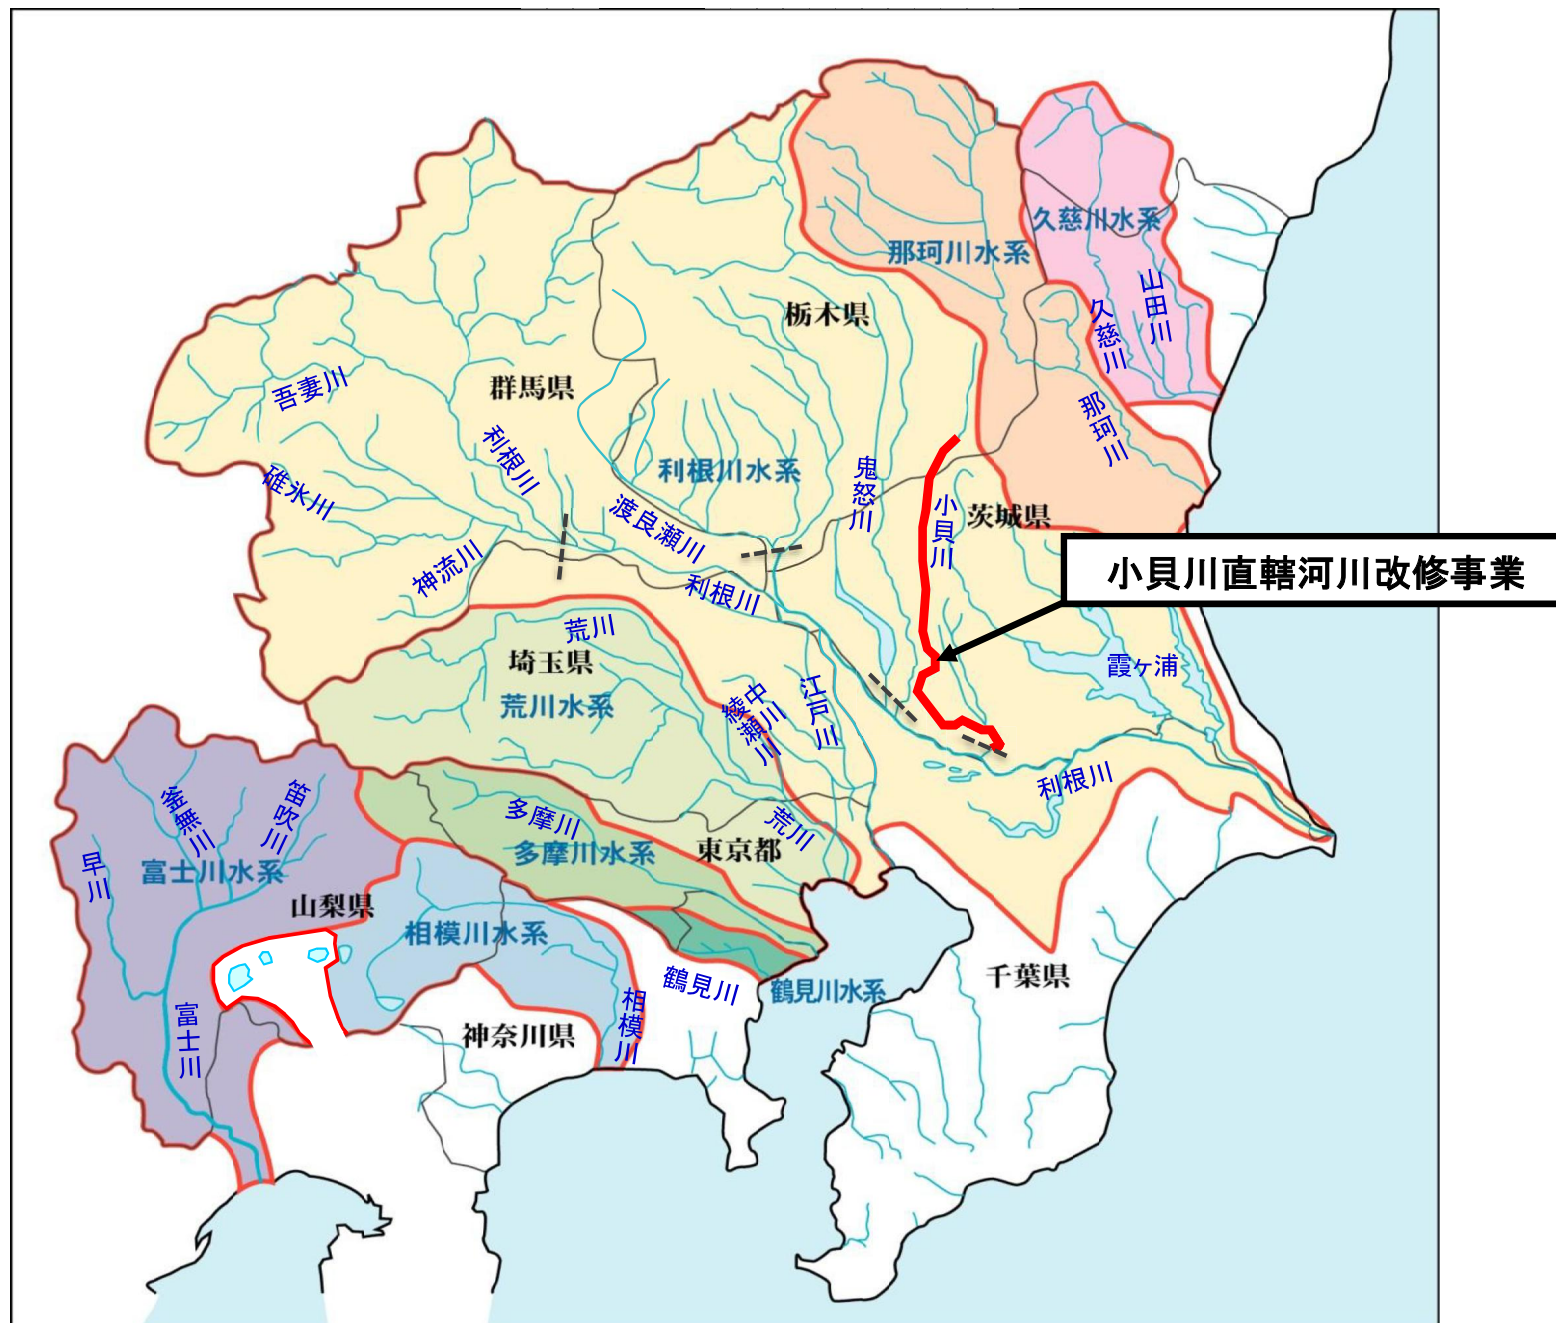 久慈川水系
那珂川水系
山田川
久慈川
栃木県
吾妻川
群馬県
那珂川
利根川
利根川水系
鬼怒川
碓氷川
渡良瀬川
小貝川
茨城県
神流川
利根川
小貝川直轄河川改修事業
荒川
埼玉県
霞ヶ浦
荒川水系
綾瀬川
中川
江戸川
利根川
釜無川
笛吹川
多摩川
荒川
早川
富士川水系
多摩川水系
東京都
山梨県
相模川水系
鶴見川
鶴見川水系
千葉県
富士川
神奈川県
相模川